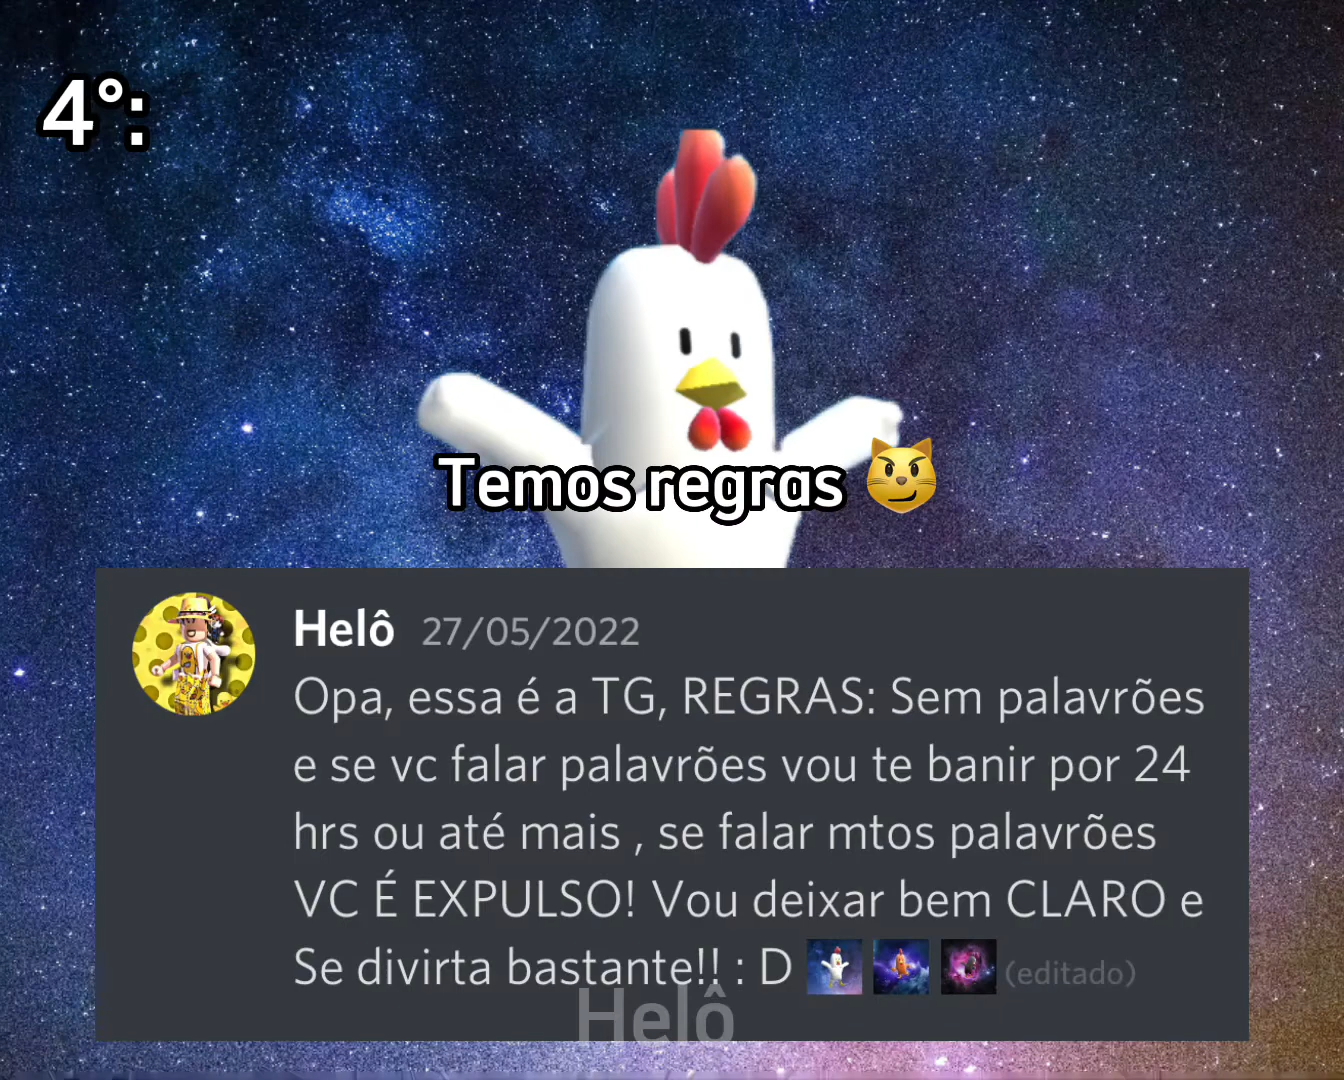 4°:
Temos regras 😼
Helô 27/05/2022
Opa, essa é a TG, REGRAS: Sem palavrões
e se vc falar palavrões vou te banir por 24
hrs ou até mais , se falar mtos palavrões
VC É EXPULSO! Vou deixar bem CLARO e
Se divirta bastante!! : D (editado)
Helô